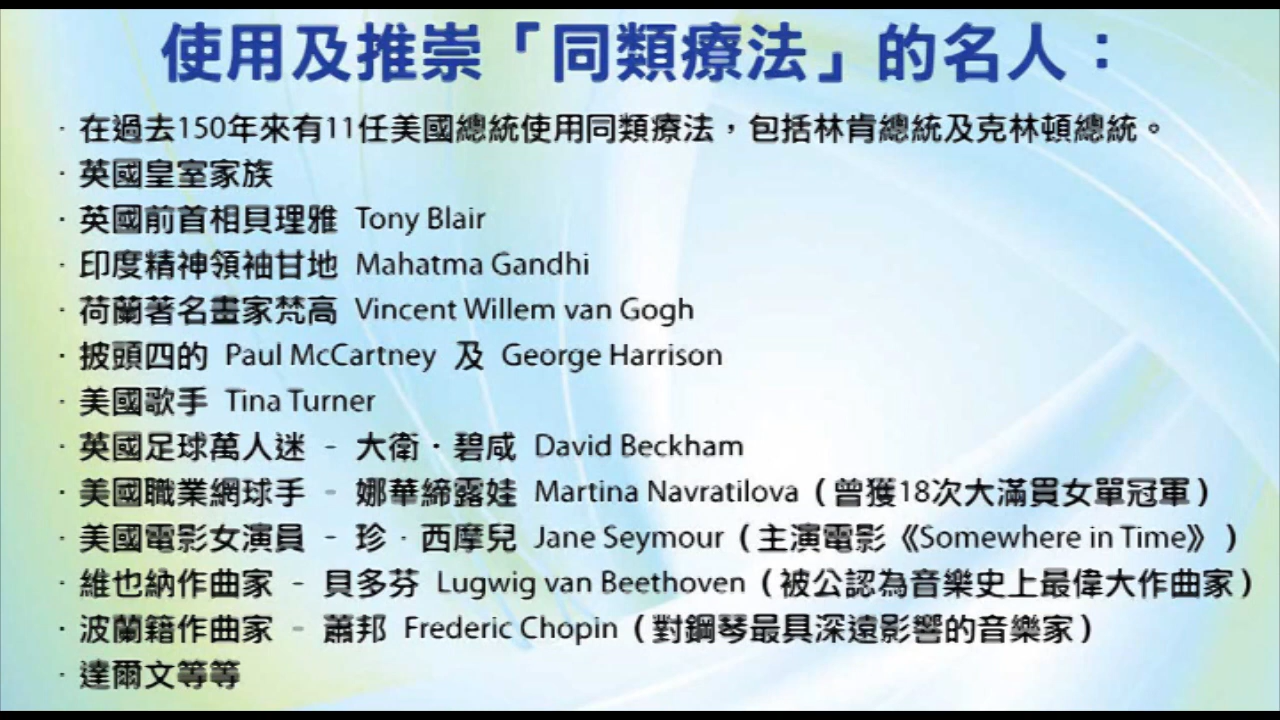 使用及推崇「同類療法」的名人：
· 在過去150年來有11任美國總統使用同類療法，包括林肯總統及克林頓總統。
· 英國皇室家族
· 英國前首相貝理雅 Tony Blair
· 印度精神領袖甘地 Mahatma Gandhi
· 荷蘭著名畫家梵高 Vincent Willem van Gogh
· 披頭四的 Paul McCartney 及 George Harrison
· 美國歌手 Tina Turner
· 英國足球萬人迷 - 大衛·碧咸 David Beckham
· 美國職業網球手 - 娜華締露娃 Martina Navratilova（曾獲18次大滿貫女單冠軍）
· 美國電影女演員 - 珍·西摩兒 Jane Seymour（主演電影《Somewhere in Time》）
· 維也納作曲家 - 貝多芬 Lugwig van Beethoven（被公認為音樂史上最偉大作曲家）
· 波蘭籍作曲家 - 蕭邦 Frederic Chopin（對鋼琴最具深遠影響的音樂家）
· 達爾文等等